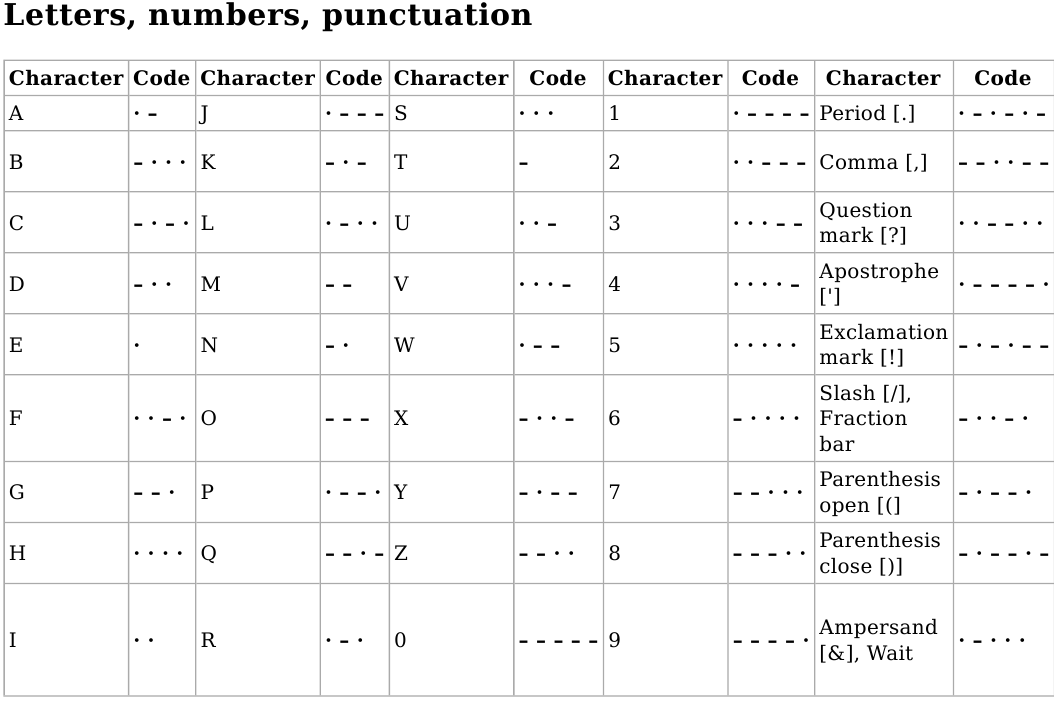 Letters, numbers, punctuation
Character Code Character Code Character Code Character Code Character Code
A · – J · – – – S · · · 1 · – – – – Period [.] · – · – · –
B – · · · K – · – T – 2 · · – – – Comma [,] – – · · – –
C – · – · L · – · · U · · – 3 · · · – – Question
mark [?] · · – – · ·
D – · · M – – V · · · – 4 · · · · – Apostrophe
['] · – – – – ·
E · N – · W · – – 5 · · · · · Exclamation
mark [!] – · – · – –
F · · – · O – – – X – · · – 6 – · · · · Slash [/],
Fraction
bar – · · – ·
G – – · P · – – · Y – · – – 7 – – · · · Parenthesis
open [(] – · – – ·
H · · · · Q – – · – Z – – · · 8 – – – · · Parenthesis
close [)] – · – – · –
I · · R · – · 0 – – – – – 9 – – – – · Ampersand
[&], Wait · – · · ·